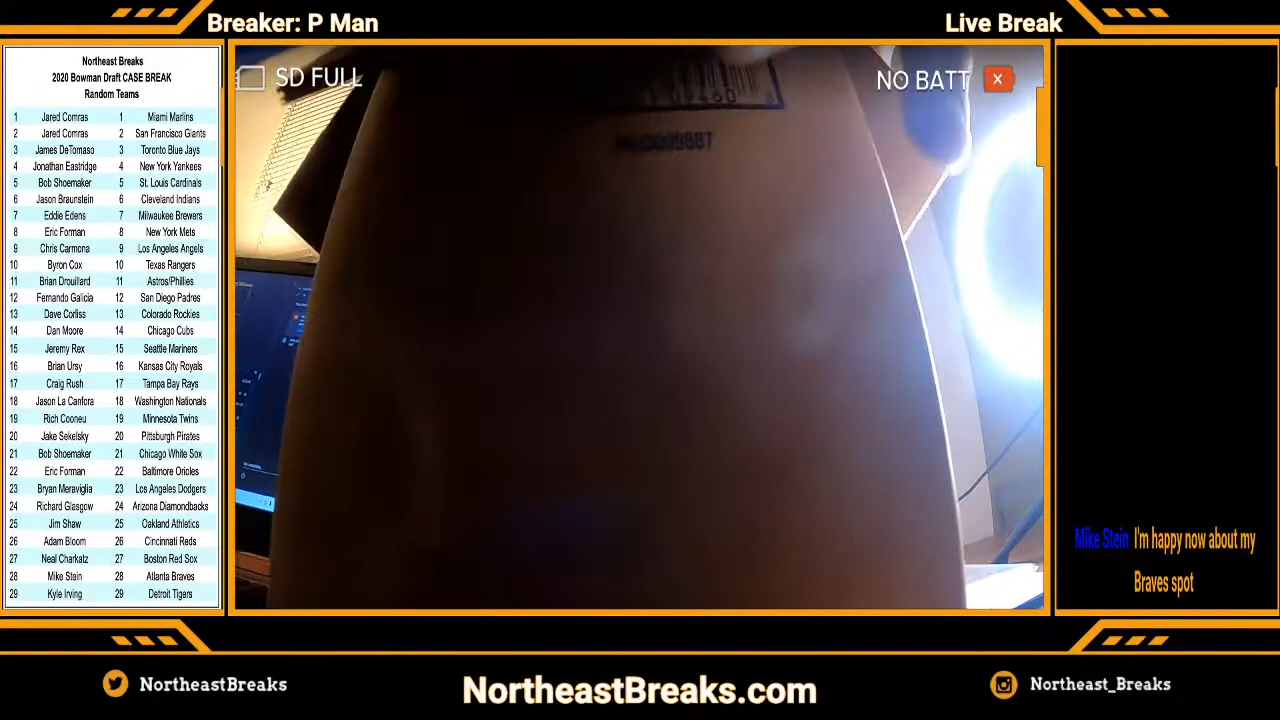 Breaker: P Man
Live Break
Northeast Breaks
2020 Bowman Draft CASE BREAK
Random Teams
1 Jared Comras 1 Miami Marlins
2 Jared Comras 2 San Francisco Giants
3 James DeTomaso 3 Toronto Blue Jays
4 Jonathan Eastridge 4 New York Yankees
5 Bob Shoemaker 5 St. Louis Cardinals
6 Jason Braunstein 6 Cleveland Indians
7 Eddie Edens 7 Milwaukee Brewers
8 Eric Forman 8 New York Mets
9 Chris Carmona 9 Los Angeles Angels
10 Byron Cox 10 Texas Rangers
11 Brian Drouillard 11 Astros/Phillies
12 Fernando Galicia 12 San Diego Padres
13 Dave Corliss 13 Colorado Rockies
14 Dan Moore 14 Chicago Cubs
15 Jeremy Rex 15 Seattle Mariners
16 Brian Ursy 16 Kansas City Royals
17 Craig Rush 17 Tampa Bay Rays
18 Jason La Canfora 18 Washington Nationals
19 Rich Cooneu 19 Minnesota Twins
20 Jake Sekelsky 20 Pittsburgh Pirates
21 Bob Shoemaker 21 Chicago White Sox
22 Eric Forman 22 Baltimore Orioles
23 Bryan Meraviglia 23 Los Angeles Dodgers
24 Richard Glasgow 24 Arizona Diamondbacks
25 Jim Shaw 25 Oakland Athletics
26 Adam Bloom 26 Cincinnati Reds
27 Neal Charkatz 27 Boston Red Sox
28 Mike Stein 28 Atlanta Braves
29 Kyle Irving 29 Detroit Tigers
SD FULL
NO BATT
Mike Stein I'm happy now about my
Braves spot
NortheastBreaks
NortheastBreaks.com
Northeast_Breaks